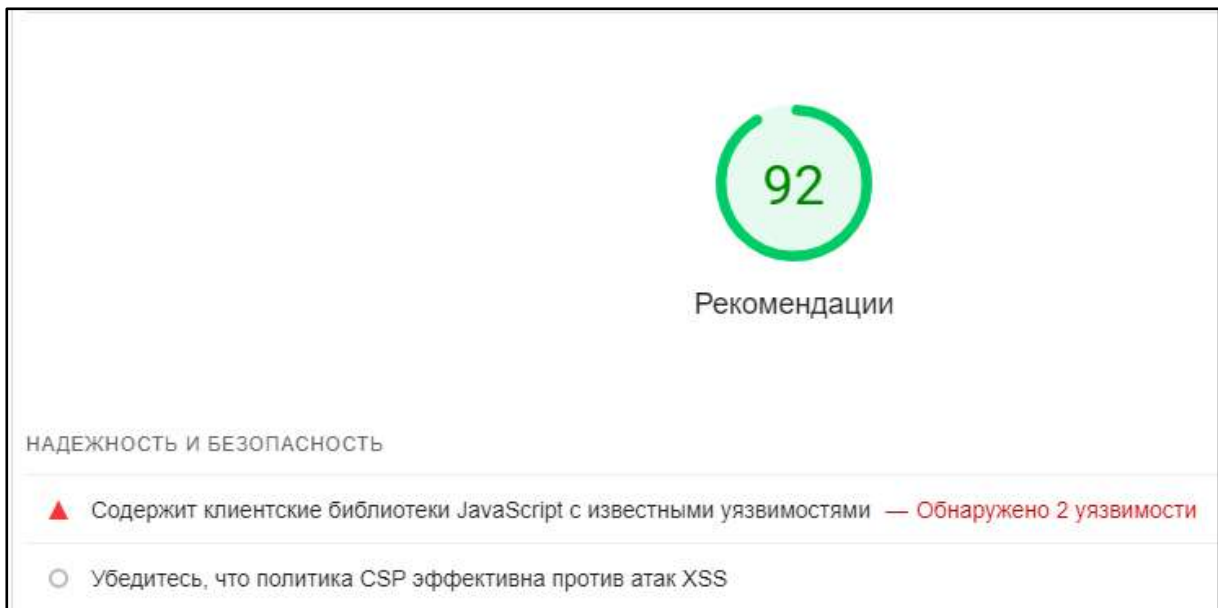 92
Рекомендации
НАДЕЖНОСТЬ И БЕЗОПАСНОСТЬ
Содержит клиентские библиотеки JavaScript с известными уязвимостями — Обнаружено 2 уязвимости
Убедитесь, что политика CSP эффективна против атак XSS